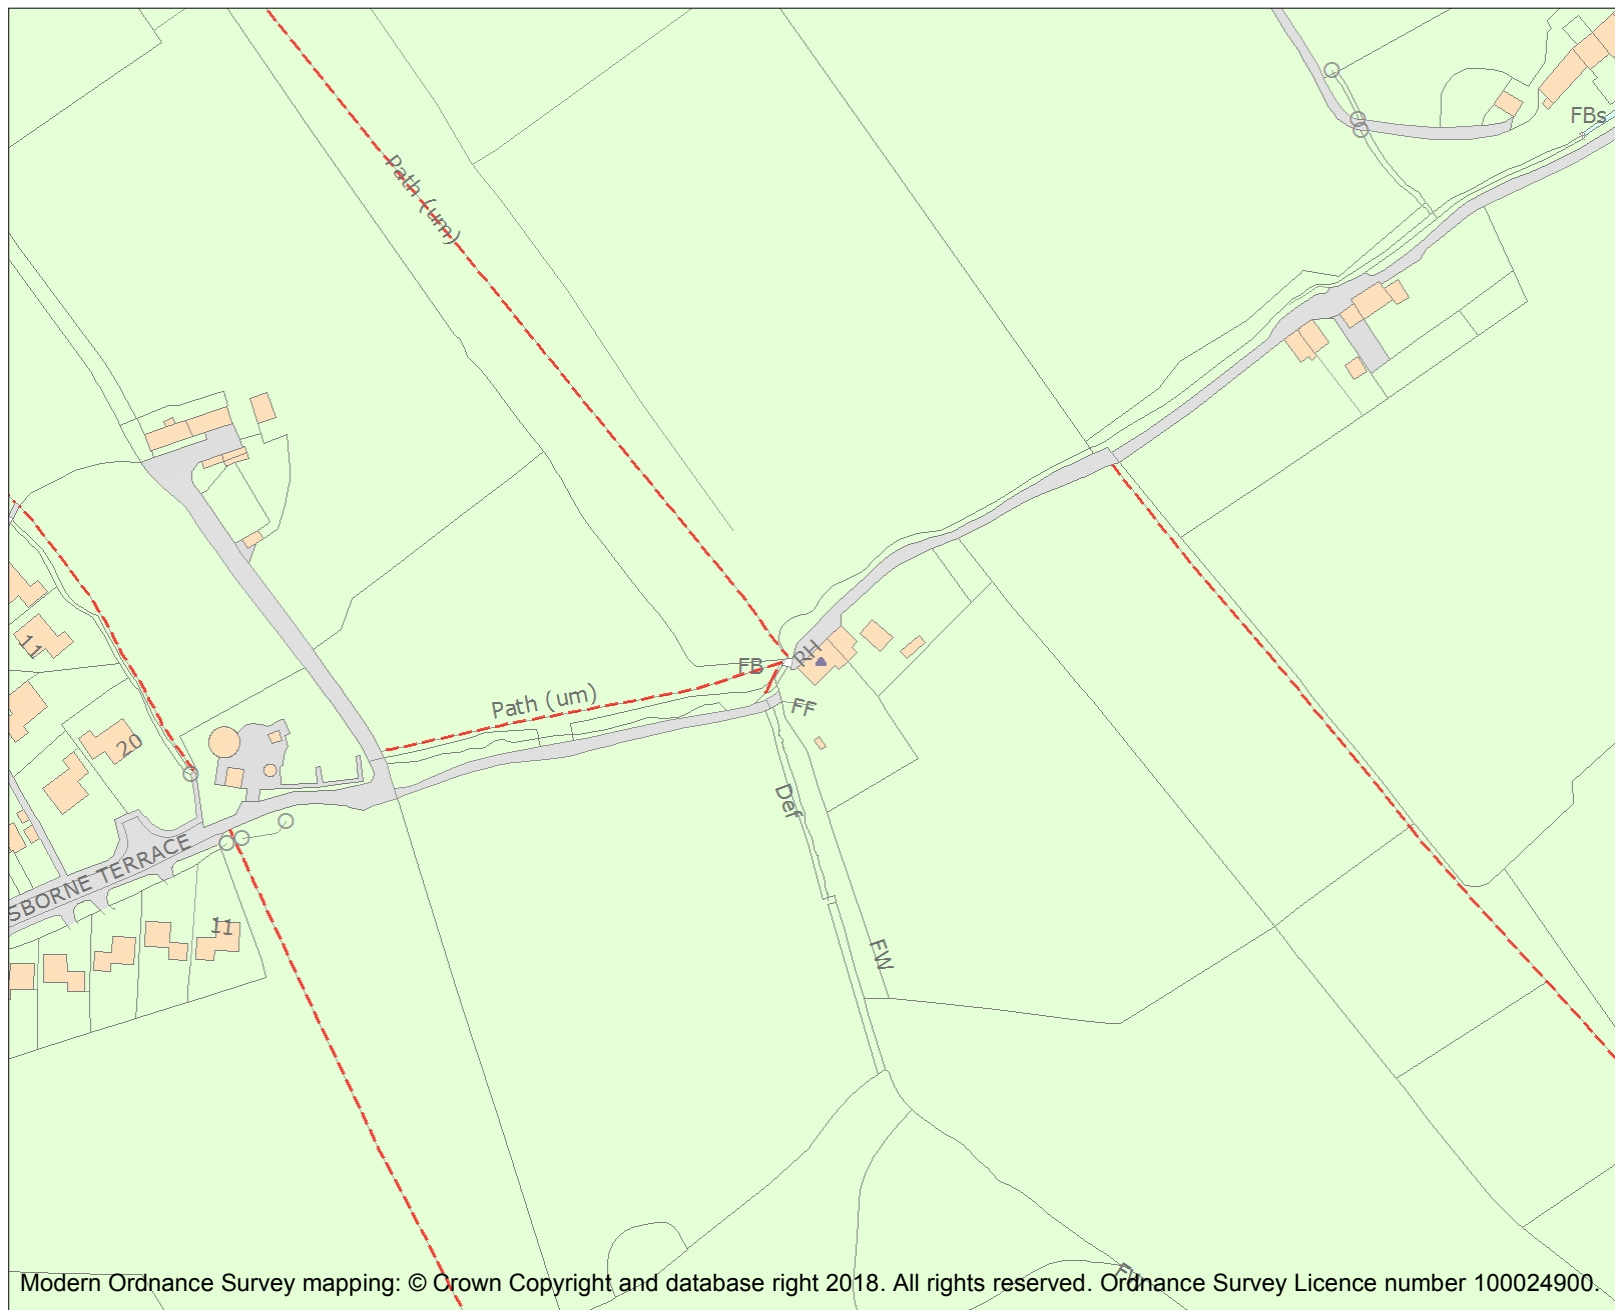 FBs
Path (um)
11
RH
FB
Path (um)
FF
20
Def
SBORNE TERRACE
11
FW
Modern Ordnance Survey mapping: © Crown Copyright and database right 2018. All rights reserved. Ordnance Survey Licence number 100024900.